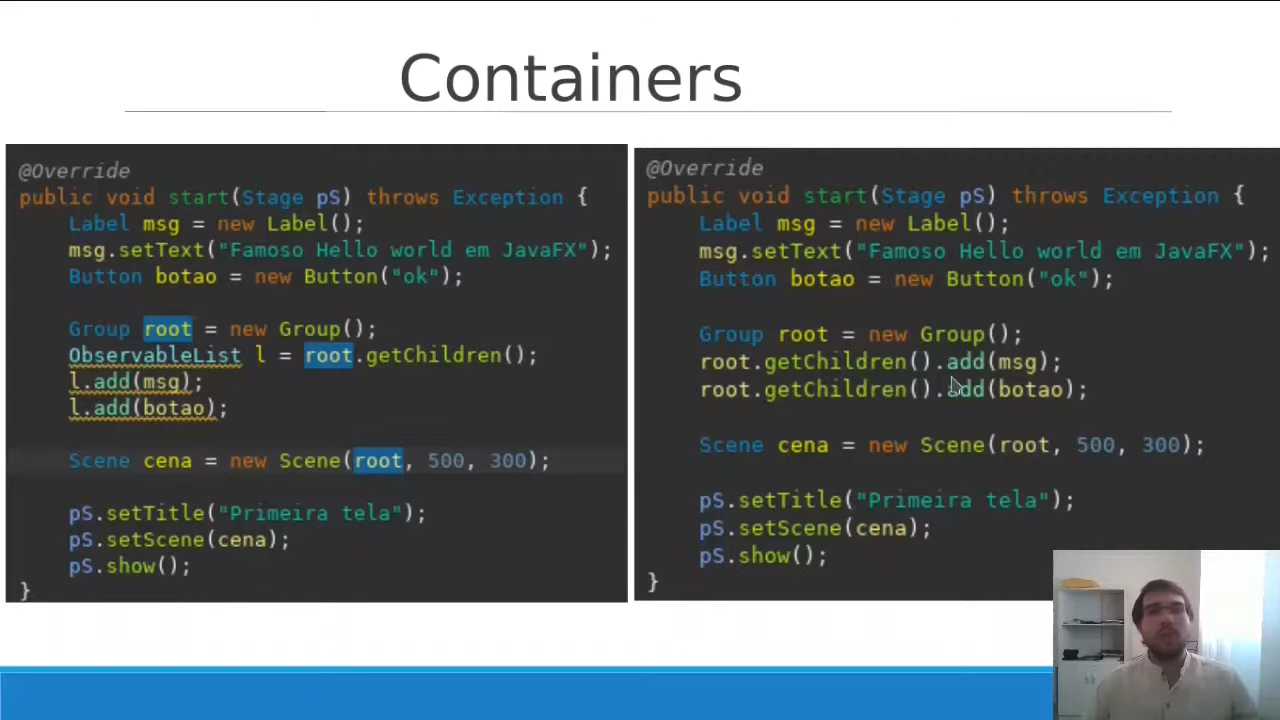 Containers
@Override
public void start(Stage pS) throws Exception {
Label msg = new Label();
msg.setText("Famoso Hello world em JavaFX");
Button botao = new Button("ok");
Group root = new Group();
ObservableList l = root.getChildren();
l.add(msg);
l.add(botao);
Scene cena = new Scene(root, 500, 300);
pS.setTitle("Primeira tela");
pS.setScene(cena);
pS.show();
}
@Override
public void start(Stage pS) throws Exception {
Label msg = new Label();
msg.setText("Famoso Hello world em JavaFX");
Button botao = new Button("ok");
Group root = new Group();
root.getChildren().add(msg);
root.getChildren().add(botao);
Scene cena = new Scene(root, 500, 300);
pS.setTitle("Primeira tela");
pS.setScene(cena);
pS.show();
}